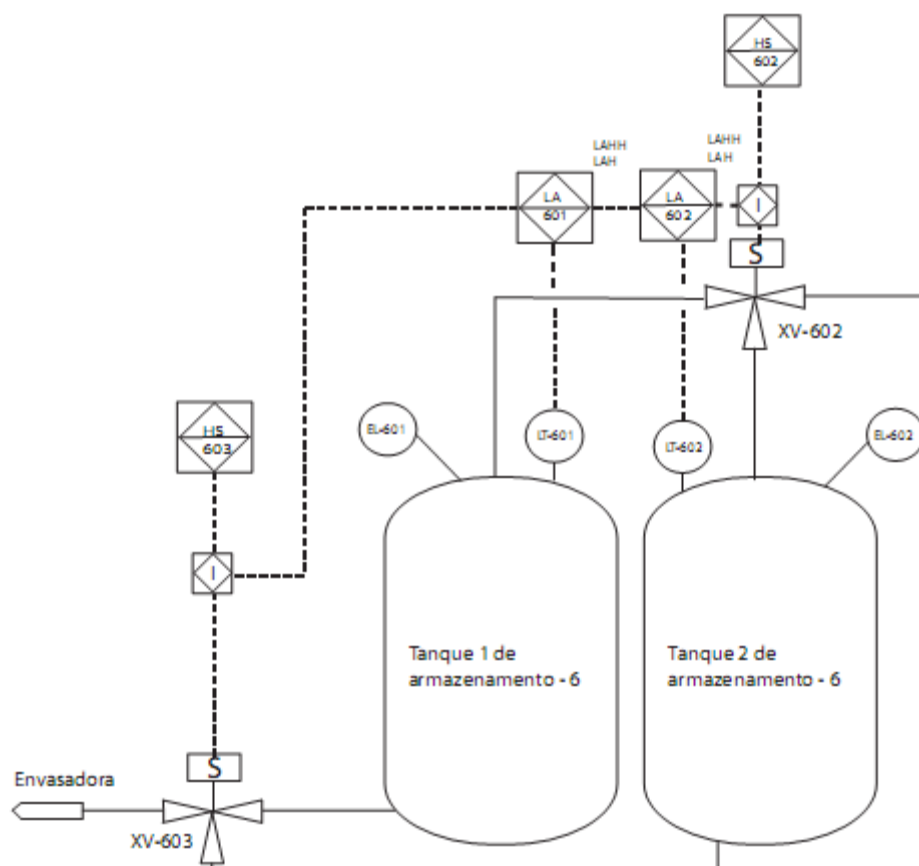 HS
602
LAHH
LAH
LAHH
LAH
LA
601
LA
602
I
S
XV-602
HS
603
EL-601
LT-601
LT-602
EL-602
I
Tanque 1 de
armazenamento - 6
Tanque 2 de
armazenamento - 6
S
Envasadora
XV-603